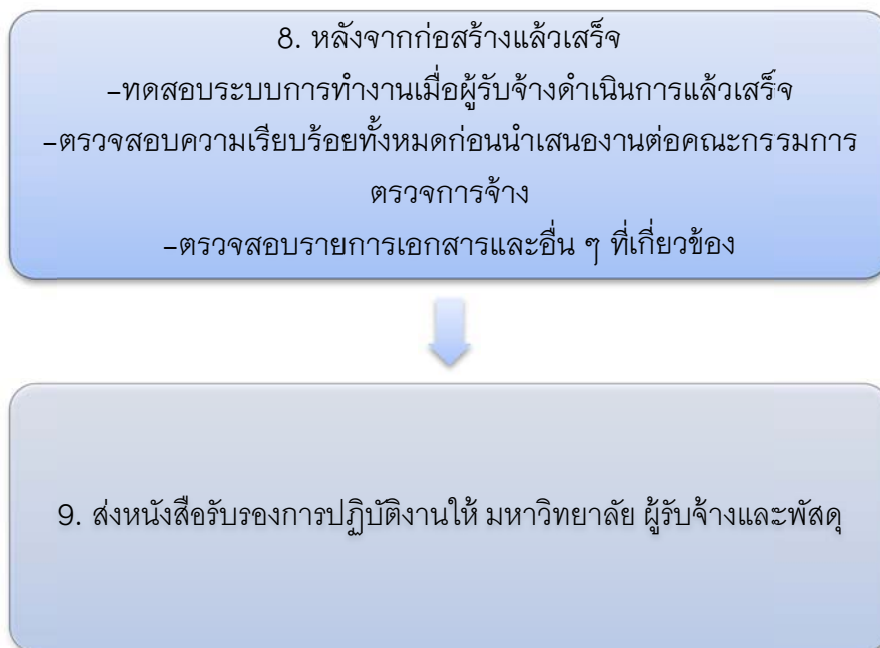 8. หลังจากก่อสร้างแล้วเสร็จ
-ทดสอบระบบการทำงานเมื่อผู้รับจ้างดำเนินการแล้วเสร็จ
-ตรวจสอบความเรียบร้อยทั้งหมดก่อนนำเสนองานต่อคณะกรรมการ
ตรวจการจ้าง
-ตรวจสอบรายการเอกสารและอื่น ๆ ที่เกี่ยวข้อง
9. ส่งหนังสือรับรองการปฏิบัติงานให้ มหาวิทยาลัย ผู้รับจ้างและพัสดุ